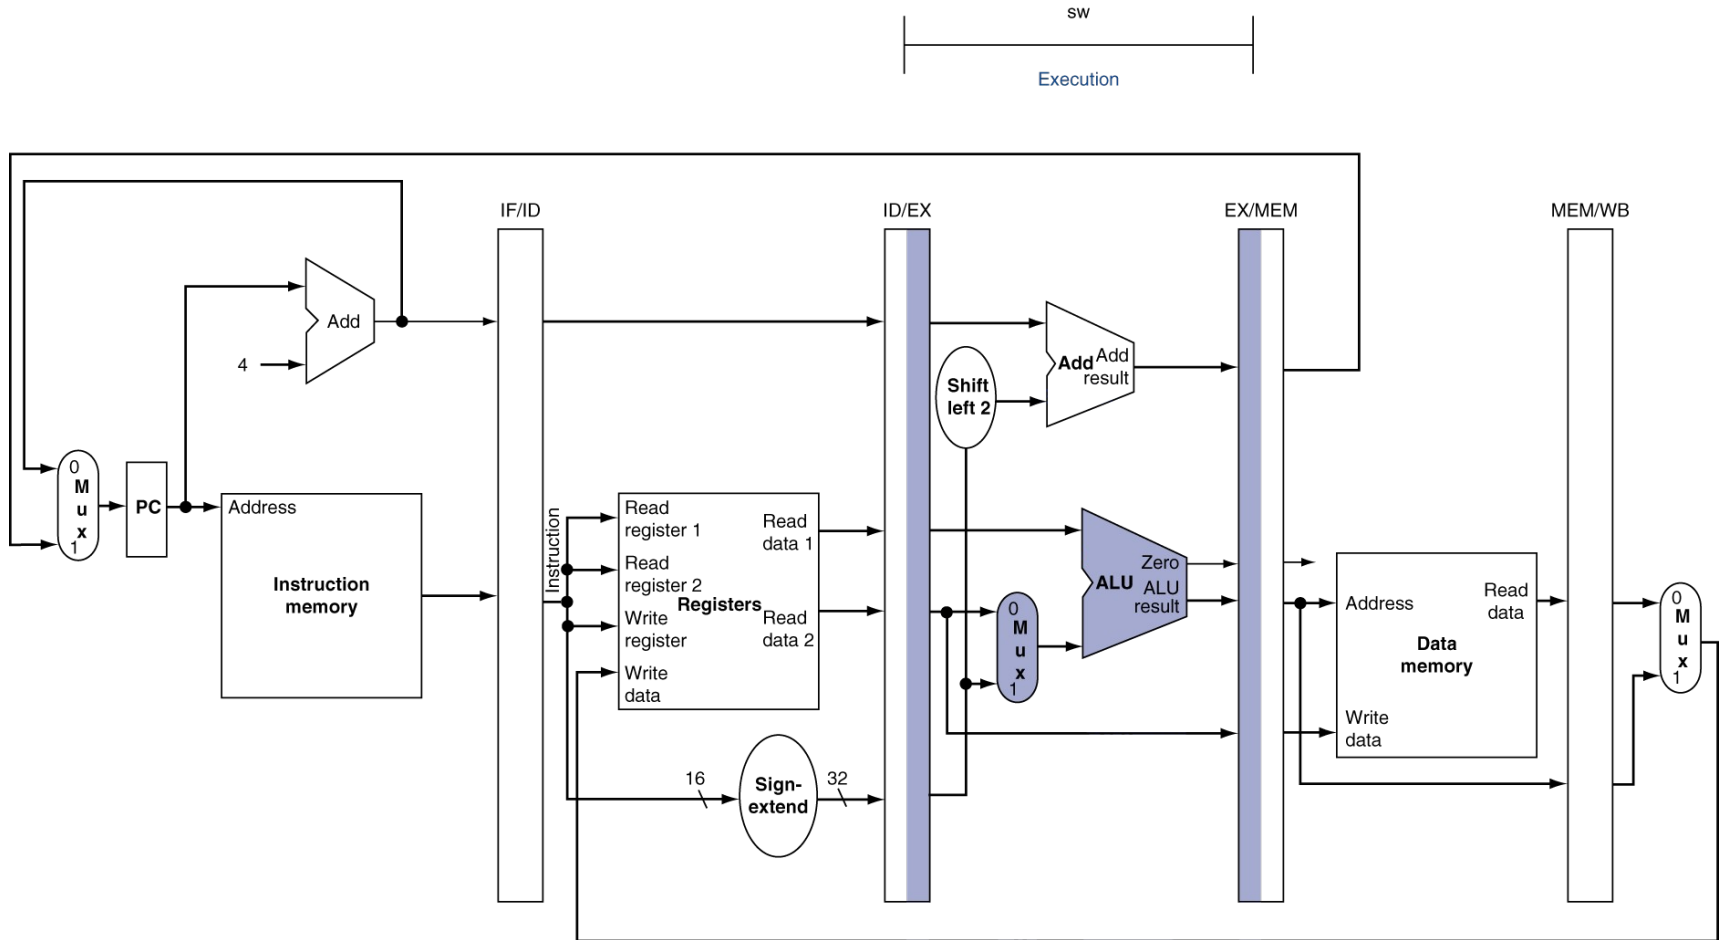 sw
Execution
IF/ID
ID/EX
EX/MEM
MEM/WB
Add
4
Add
Add
result
Shift
left 2
0
M
u
x
1
PC
Address
Instruction
memory
Instruction
Read
register 1
Read
register 2
Write
register
Write
data
Registers
Read
data 1
Read
data 2
16
Sign-
extend
32
0
M
u
x
1
Zero
ALU
ALU
result
Address
Read
data
Data
memory
Write
data
0
M
u
x
1